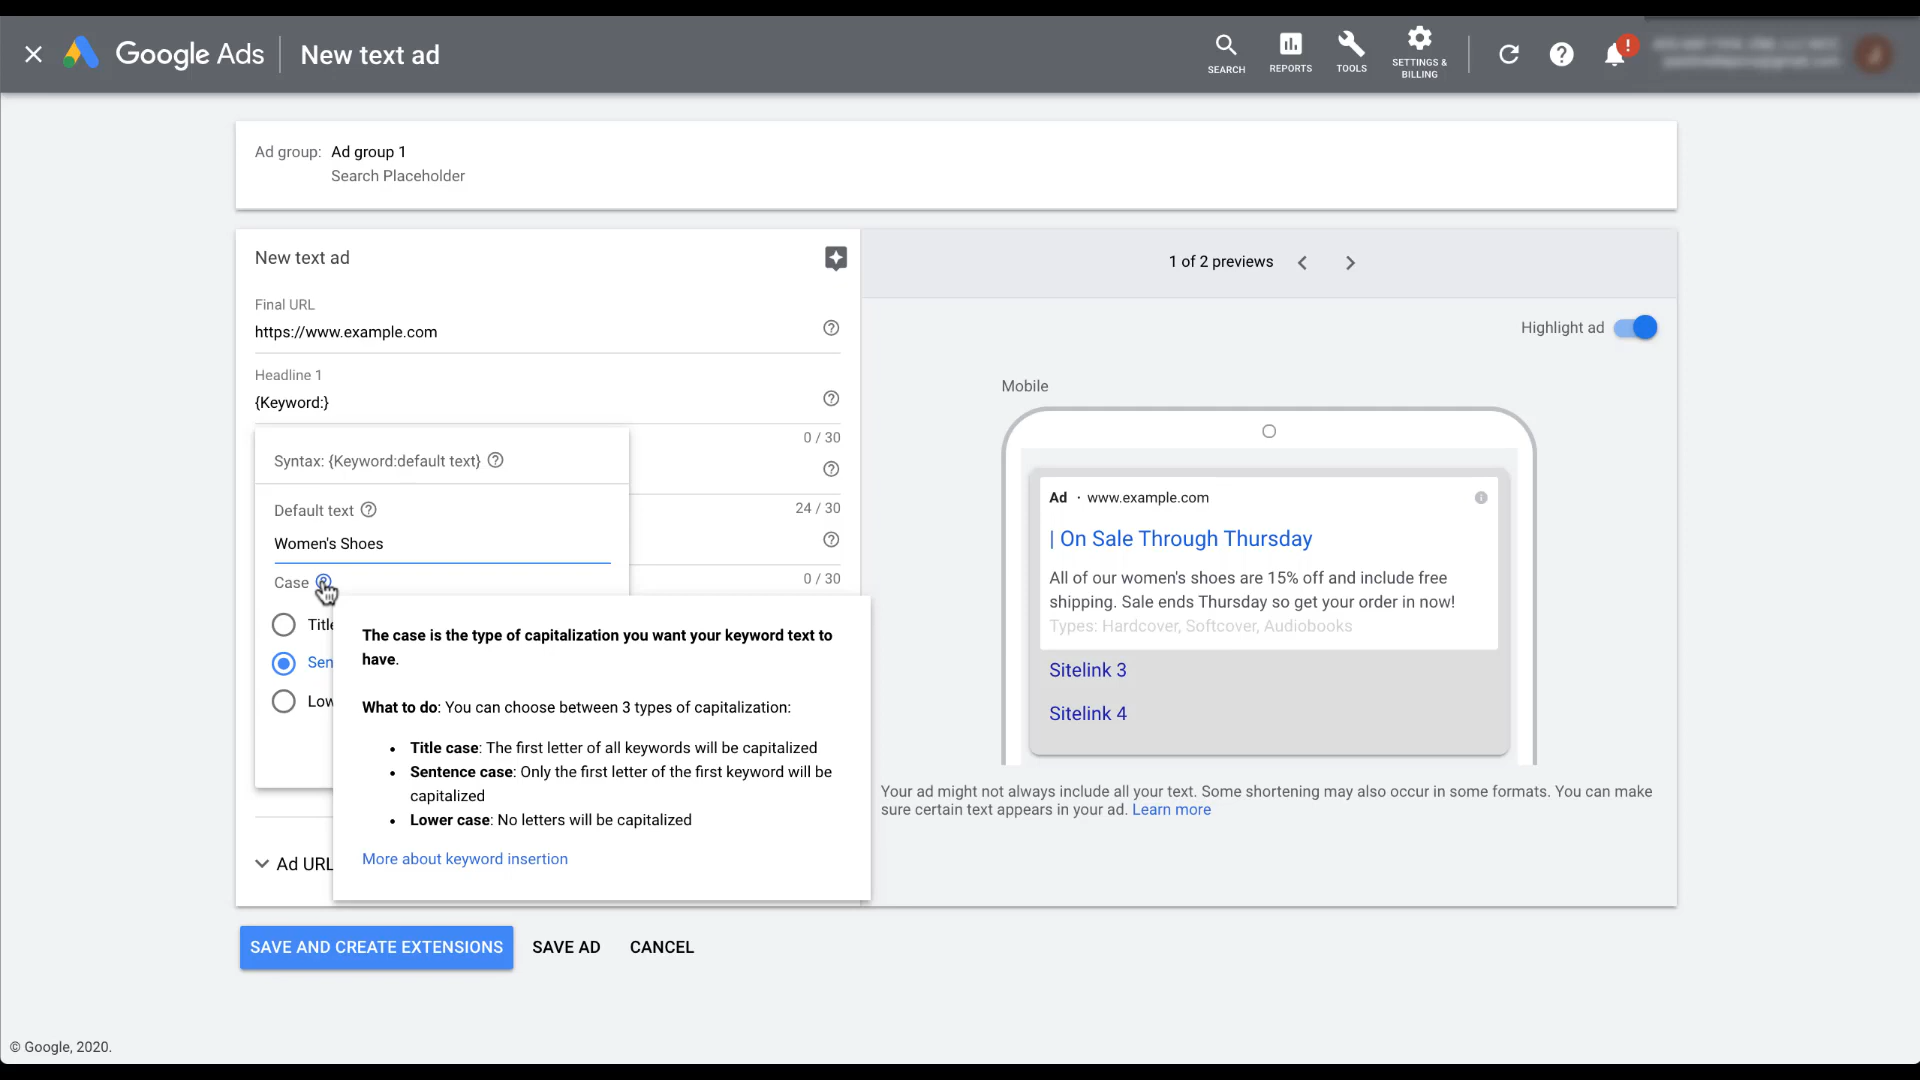 Google Ads
New text ad
SEARCH
REPORTS
TOOLS
SETTINGS &
BILLING
!
Ad group: Ad group 1
Search Placeholder
New text ad
Final URL
https://www.example.com
Headline 1
{Keyword:}
0 / 30
Syntax: {Keyword:default text}
24 / 30
Default text
Women's Shoes
Case
0 / 30
Title
Sen
Low
The case is the type of capitalization you want your keyword text to
have.
What to do: You can choose between 3 types of capitalization:
• Title case: The first letter of all keywords will be capitalized
• Sentence case: Only the first letter of the first keyword will be
capitalized
• Lower case: No letters will be capitalized
More about keyword insertion
Ad URL
1 of 2 previews
Highlight ad
Mobile
Ad · www.example.com
| On Sale Through Thursday
All of our women's shoes are 15% off and include free
shipping. Sale ends Thursday so get your order in now!
Types: Hardcover, Softcover, Audiobooks
Sitelink 3
Sitelink 4
Your ad might not always include all your text. Some shortening may also occur in some formats. You can make
sure certain text appears in your ad. Learn more
SAVE AND CREATE EXTENSIONS
SAVE AD
CANCEL
© Google, 2020.